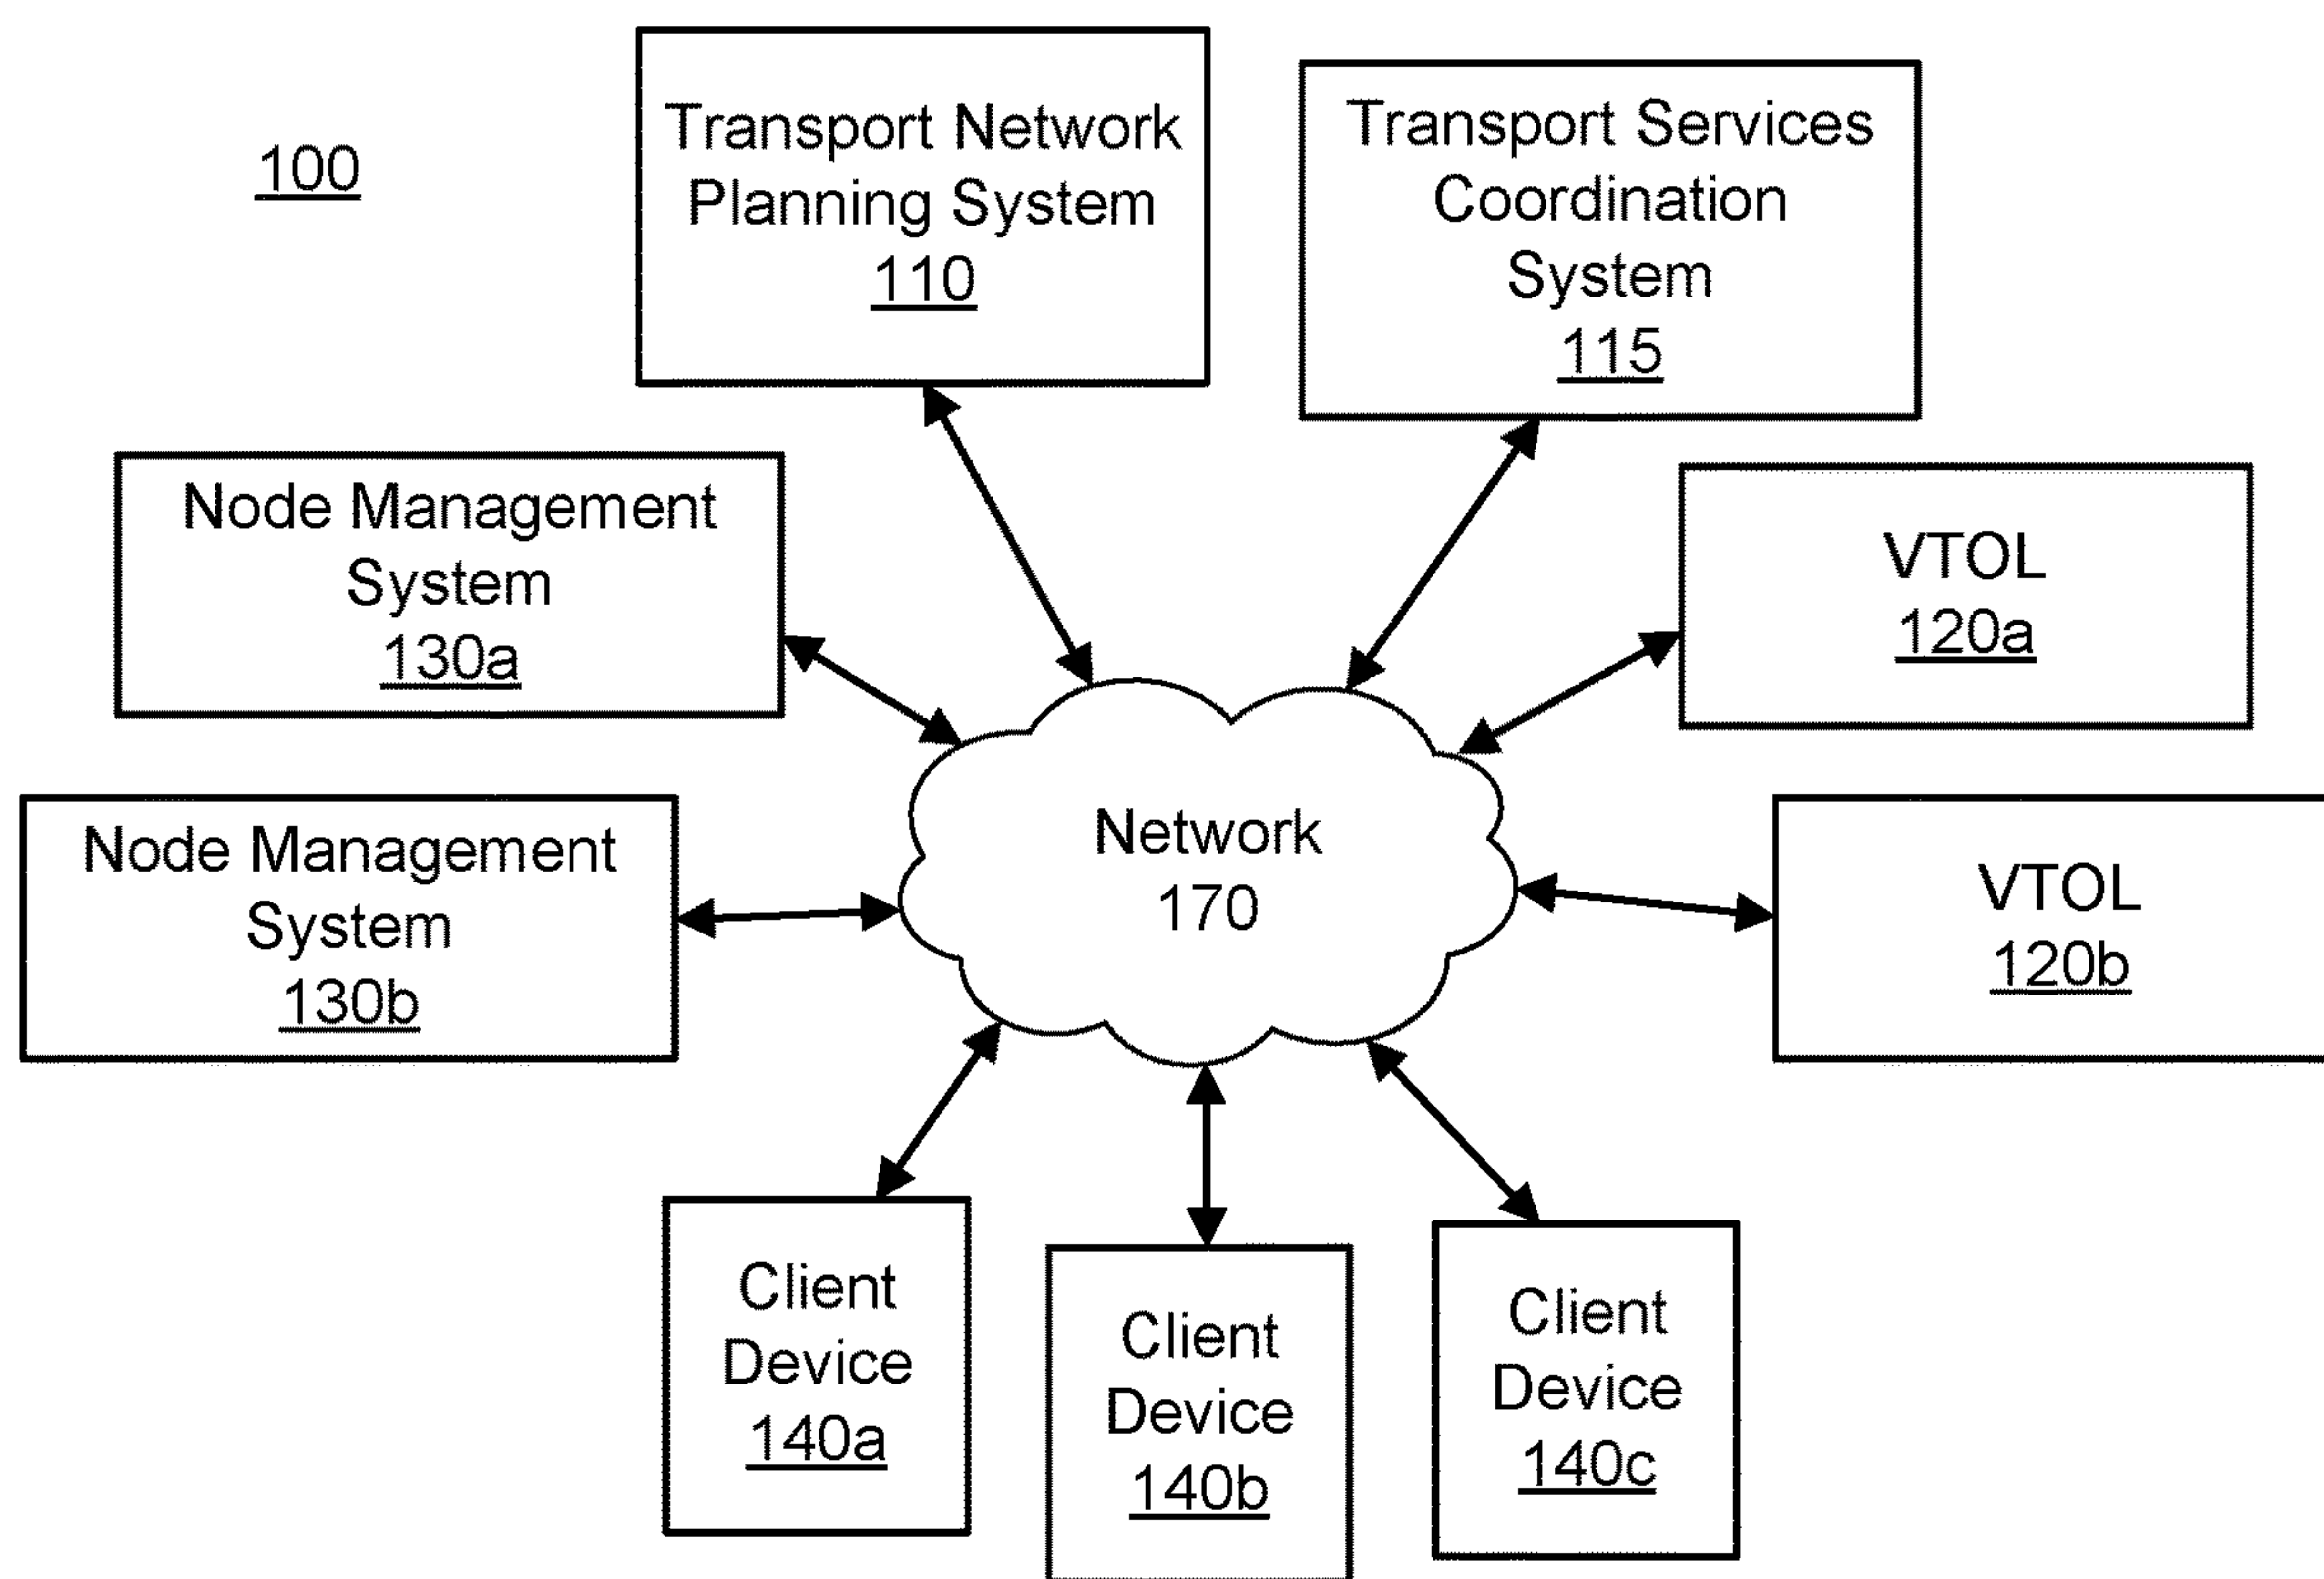 100
Transport Network
Planning System
110
Transport Services
Coordination
System
115
Node Management
System
130a
VTOL
120a
Node Management
System
130b
Network
170
VTOL
120b
Client
Device
140a
Client
Device
140b
Client
Device
140c